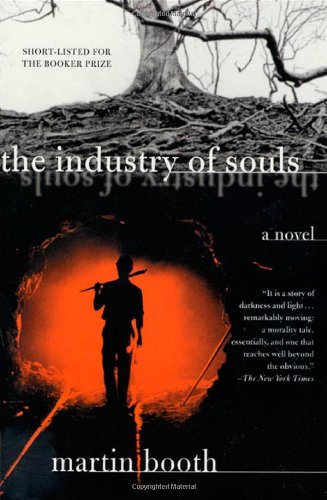 SHORT-LISTED FOR
THE BOOKER PRIZE
the industry of souls
the industry of souls
a novel
"It is a story of
darkness and light...
remarkably moving:
a morality tale,
essentially, and one that
reaches well beyond
the obvious."
—The New York Times
martin booth